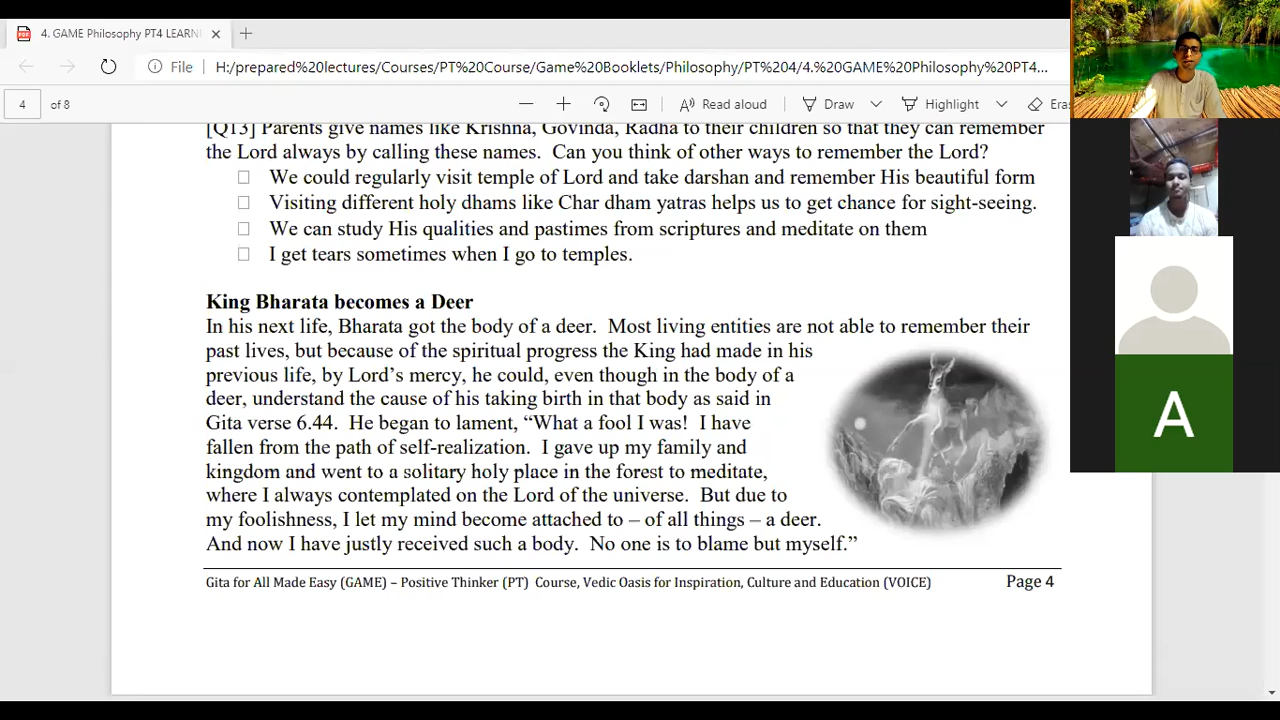 4. GAME Philosophy PT4 LEARNI
File
H:/prepared%20lectures/Courses/PT%20Course/Game%20Booklets/Philosophy/PT%204/4.%20GAME%20Philosophy%20PT4...
4 of 8
Read aloud
Draw
Highlight
Eras
[Q13] Parents give names like Krishna, Govinda, Radha to their children so that they can remember
the Lord always by calling these names. Can you think of other ways to remember the Lord?
We could regularly visit temple of Lord and take darshan and remember His beautiful form
Visiting different holy dhams like Char dham yatras helps us to get chance for sight-seeing.
We can study His qualities and pastimes from scriptures and meditate on them
I get tears sometimes when I go to temples.
King Bharata becomes a Deer
In his next life, Bharata got the body of a deer. Most living entities are not able to remember their
past lives, but because of the spiritual progress the King had made in his
previous life, by Lord's mercy, he could, even though in the body of a
deer, understand the cause of his taking birth in that body as said in
Gita verse 6.44. He began to lament, "What a fool I was! I have
fallen from the path of self-realization. I gave up my family and
kingdom and went to a solitary holy place in the forest to meditate,
where I always contemplated on the Lord of the universe. But due to
my foolishness, I let my mind become attached to – of all things – a deer.
And now I have justly received such a body. No one is to blame but myself."
Gita for All Made Easy (GAME) – Positive Thinker (PT) Course, Vedic Oasis for Inspiration, Culture and Education (VOICE)
Page 4
A